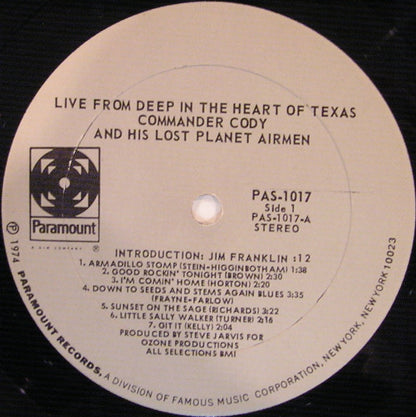 LIVE FROM DEEP IN THE HEART OF TEXAS
COMMANDER CODY
AND HIS LOST PLANET AIRMEN
Paramount
A G+W COMPANY
®
PAS-1017
Side 1
PAS-1017-A
STEREO
INTRODUCTION: JIM FRANKLIN :12
1. ARMADILLO STOMP (STEIN-HIGGINBOTHAM) 1:38
2. GOOD ROCKIN' TONIGHT (BROWN) 2:30
3. I'M COMIN' HOME (HORTON) 2:20
4. DOWN TO SEEDS AND STEMS AGAIN BLUES 3:35
(FRAYNE-FARLOW)
5. SUNSET ON THE SAGE (RICHARDS) 3:22
6. LITTLE SALLY WALKER (TURNER) 2:16
7. GIT IT (KELLY) 2:04
PRODUCED BY STEVE JARVIS FOR
OZONE PRODUCTIONS
ALL SELECTIONS BMI
℗ 1974 PARAMOUNT RECORDS, A DIVISION OF FAMOUS MUSIC CORPORATION, NEW YORK, NEW YORK 10023